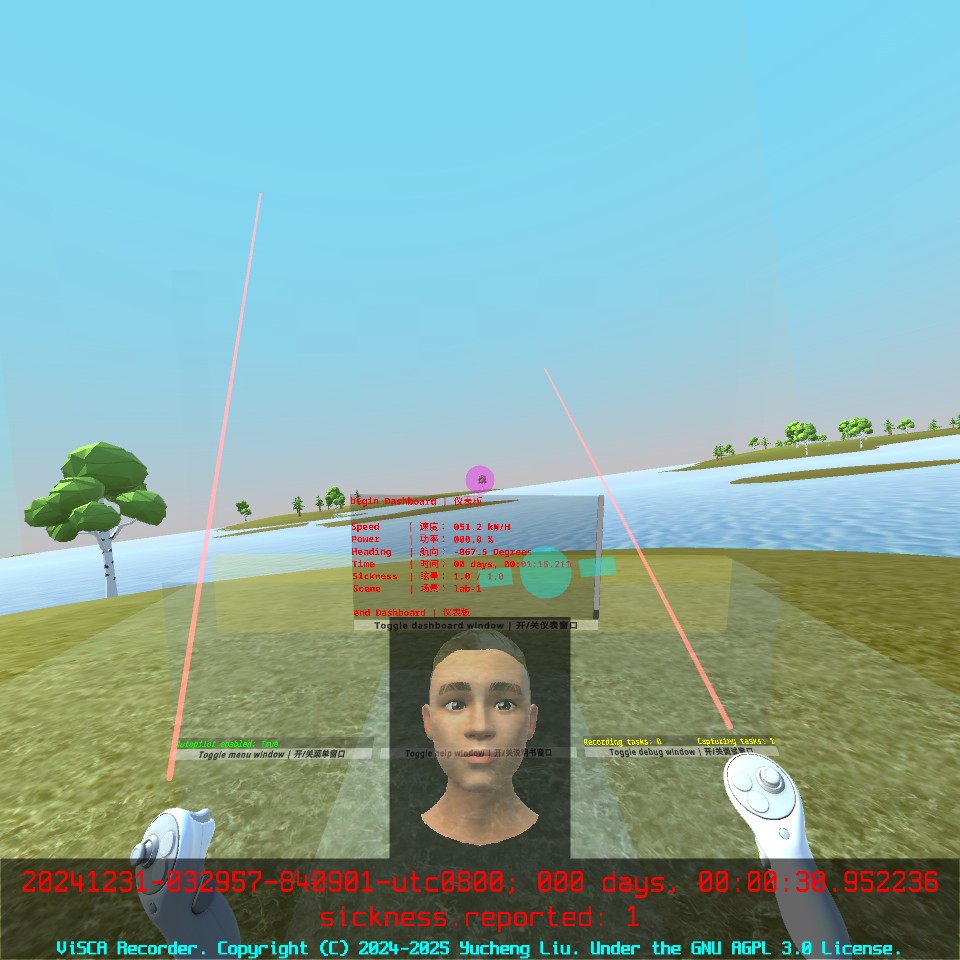 点
begin Dashboard | 仪表板
Speed | 速度： 051.2 kW/H
Power | 功率： 000.0 %
Heading | 航向： -067.5 Degrees
Time | 时间： 00 days, 00:01:15.211
Sickness | 眩晕： 1.0 / 1.0
Scene | 场景： lab-1
end Dashboard | 仪表板
Toggle dashboard window | 开/关仪表窗口
Autopilot enabled: True
Toggle menu window | 开/关菜单窗口
Toggle help window | 开/关说明书窗口
Recording tasks: 0 Capturing tasks: 1
Toggle debug window | 开/关调试窗口
20241231-032957-840901-utc0800; 000 days, 00:00:30.952236
sickness.reported: 1
ViSCA Recorder. Copyright (C) 2024-2025 Yucheng Liu. Under the GNU AGPL 3.0 License.